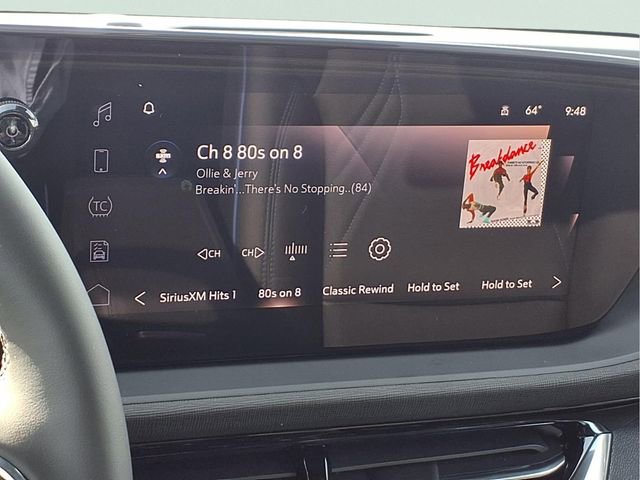 64° 9:48
Ch 8 80s on 8
Ollie & Jerry
Breakin'...There's No Stopping..(84)
Breakdance
TC
◁CH CH▷
SiriusXM Hits 1 80s on 8 Classic Rewind Hold to Set Hold to Set